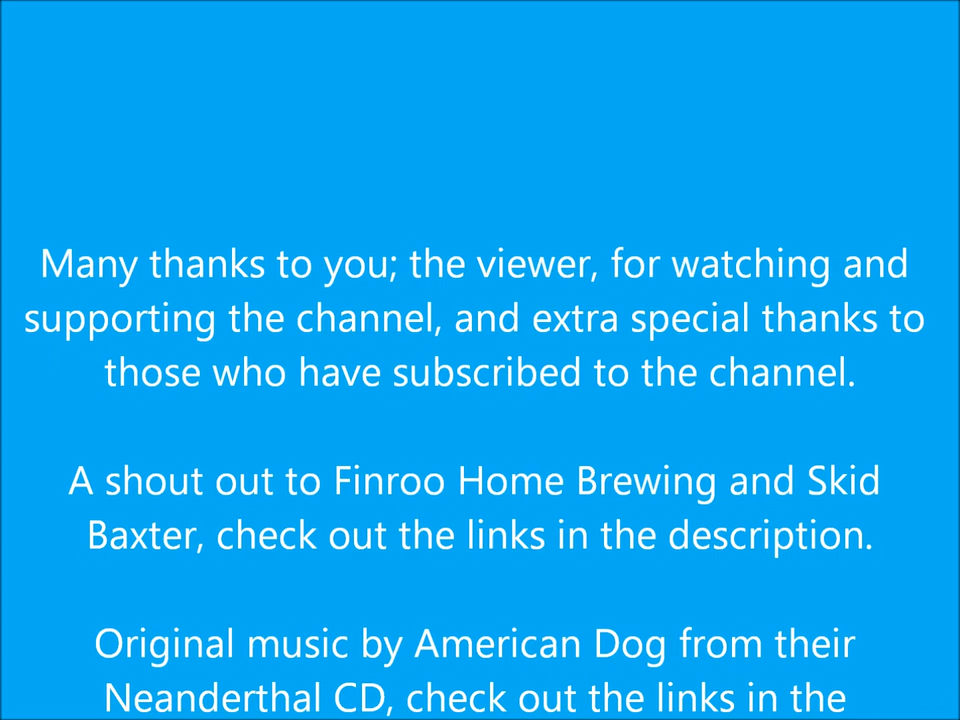 Many thanks to you; the viewer, for watching and
supporting the channel, and extra special thanks to
those who have subscribed to the channel.
A shout out to Finroo Home Brewing and Skid
Baxter, check out the links in the description.
Original music by American Dog from their
Neanderthal CD, check out the links in the